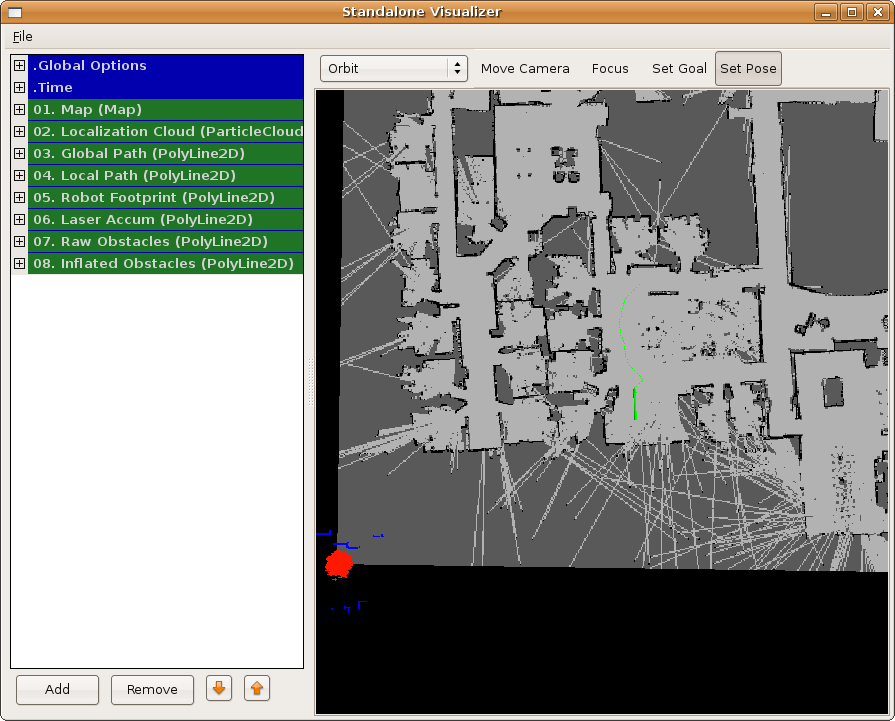 Standalone Visualizer
File
.Global Options
.Time
01. Map (Map)
02. Localization Cloud (ParticleCloud
03. Global Path (PolyLine2D)
04. Local Path (PolyLine2D)
05. Robot Footprint (PolyLine2D)
06. Laser Accum (PolyLine2D)
07. Raw Obstacles (PolyLine2D)
08. Inflated Obstacles (PolyLine2D)
Orbit Move Camera Focus Set Goal Set Pose
Add Remove